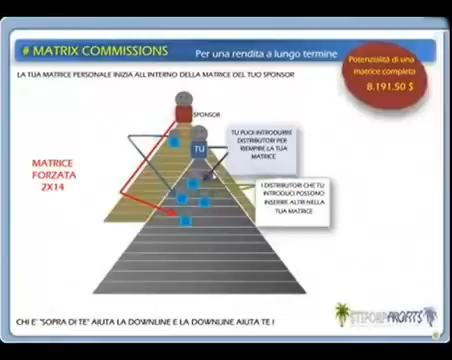 # MATRIX COMMISSIONS
Per una rendita a lungo termine
Potenzialità di una
matrice completa
8.191.50 $
LA TUA MATRICE PERSONALE INIZIA ALL INTERNO DELLA MATRICE DEL TUO SPONSOR
SPONSOR
TU
TU PUOI INTRODURRE
DISTRIBUTORI PER
RIEMPIRE LA TUA
MATRICE
MATRICE
FORZATA
2X14
I DISTRIBUTORI CHE TU
INTRODUCI POSSONO
INSERIRE ALTRI NELLA
TUA MATRICE
CHI E' "SOPRA DI TE" AIUTA LA DOWNLINE E LA DOWNLINE AIUTA TE !